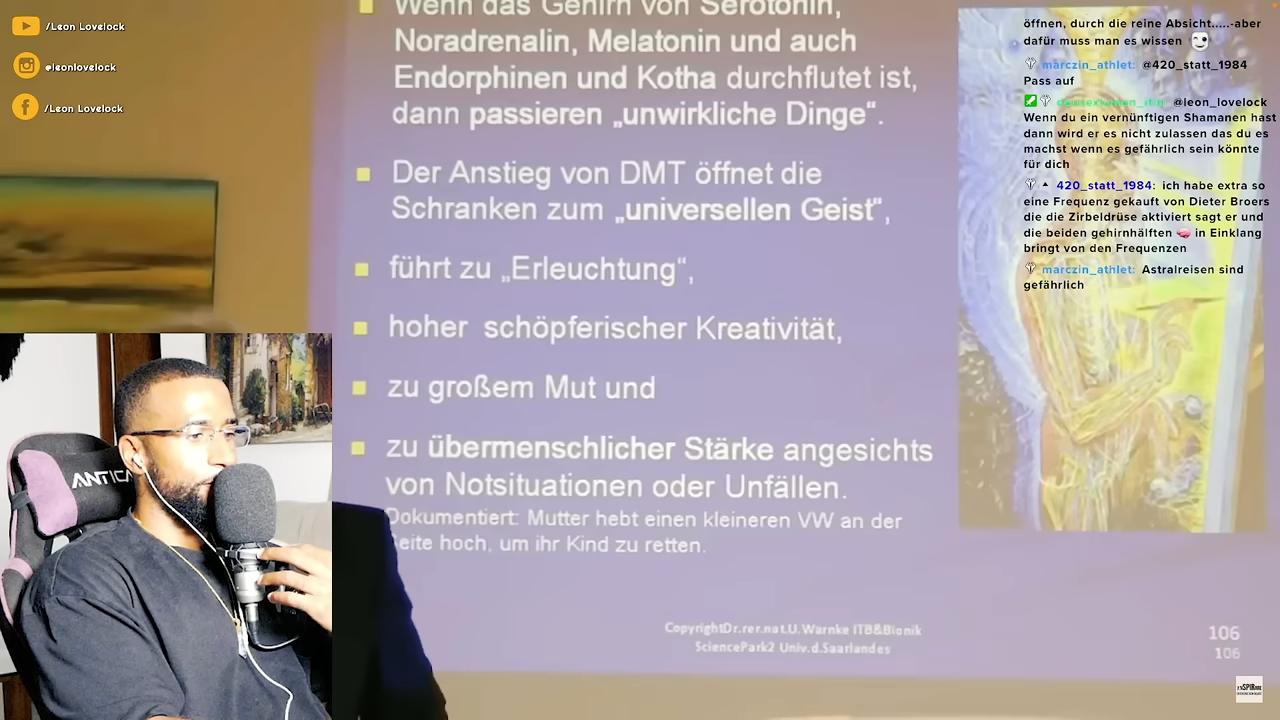 /Leon Lovelock
@leonlovelock
/Leon Lovelock
Wenn das Gehirn von Serotonin,
Noradrenalin, Melatonin und auch
Endorphinen und Kotha durchflutet ist,
dann passieren „unwirkliche Dinge“.
Der Anstieg von DMT öffnet die
Schranken zum „universellen Geist“,
führt zu „Erleuchtung“,
hoher schöpferischer Kreativität,
zu großem Mut und
zu übermenschlicher Stärke angesichts
von Notsituationen oder Unfällen.
Dokumentiert: Mutter hebt einen kleineren VW an der
Seite hoch, um ihr Kind zu retten.
CopyrightDr.rer.nat.U.Warnke ITB&Bionik
SciencePark2 Univ.d.Saarlandes
106
106
öffnen, durch die reine Absicht.....-aber
dafür muss man es wissen
marczin_athlet: @420_statt_1984
Pass auf
@leon_lovelock
Wenn du ein vernünftigen Shamanen hast
dann wird er es nicht zulassen das du es
machst wenn es gefährlich sein könnte
für dich
420_statt_1984: ich habe extra so
eine Frequenz gekauft von Dieter Broers
die die Zirbeldrüse aktiviert sagt er und
die beiden gehirnhälften 🧠 in Einklang
bringt von den Frequenzen
marczin_athlet: Astralreisen sind
gefährlich
ANTIC